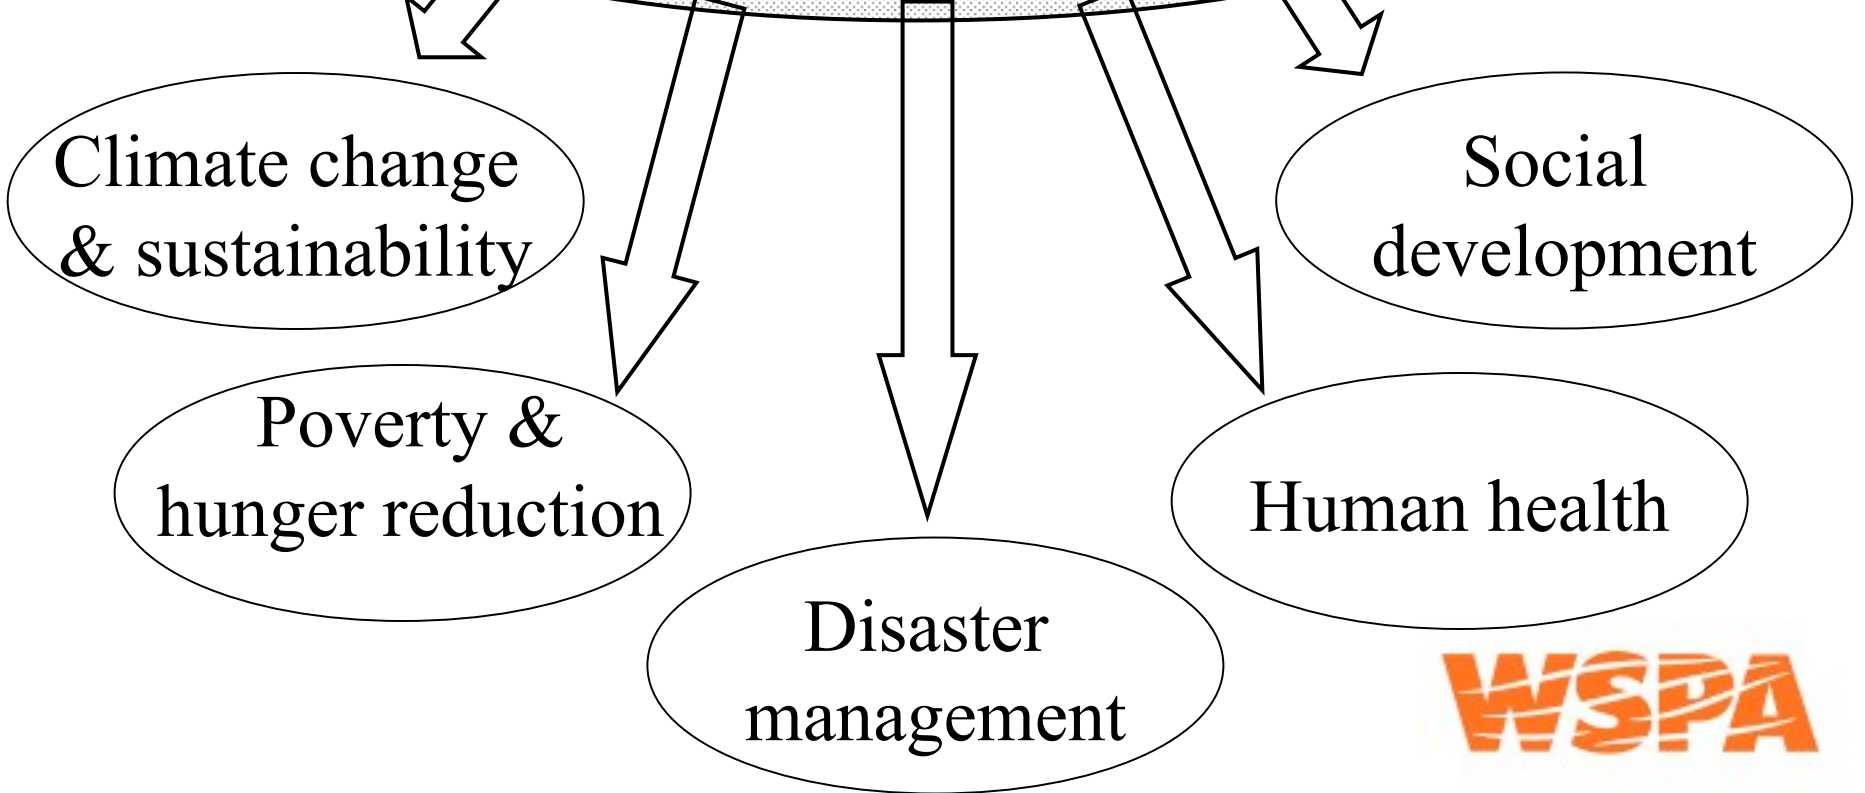 Climate change
& sustainability
Social
development
Poverty &
hunger reduction
Human health
Disaster
management
WSPA